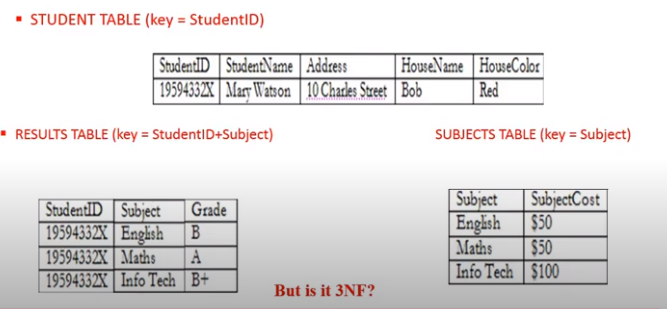 STUDENT TABLE (key = StudentID)
StudentID StudentName Address HouseName HouseColor
19594332X Mary Watson 10 Charles Street Bob Red
RESULTS TABLE (key = StudentID+Subject)
SUBJECTS TABLE (key = Subject)
StudentID Subject Grade
19594332X English B
19594332X Maths A
19594332X Info Tech B+
Subject SubjectCost
English $50
Maths $50
Info Tech $100
But is it 3NF?